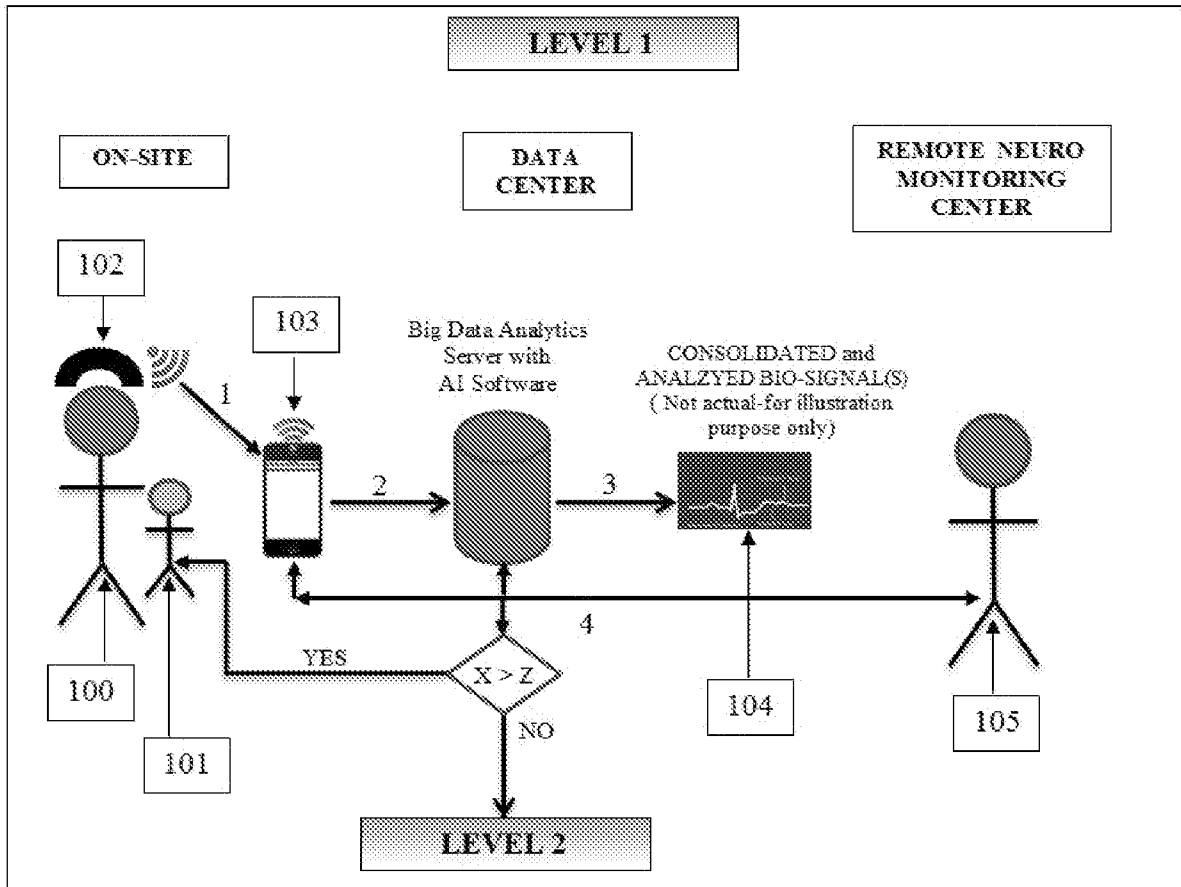 LEVEL 1
ON-SITE
DATA
CENTER
REMOTE NEURO
MONITORING
CENTER
102
103
1
Big Data Analytics
Server with
AI Software
CONSOLIDATED and
ANALZYED BIO-SIGNAL(S)
( Not actual-for illustration
purpose only)
2
3
4
YES
X > Z
NO
100
101
104
105
LEVEL 2